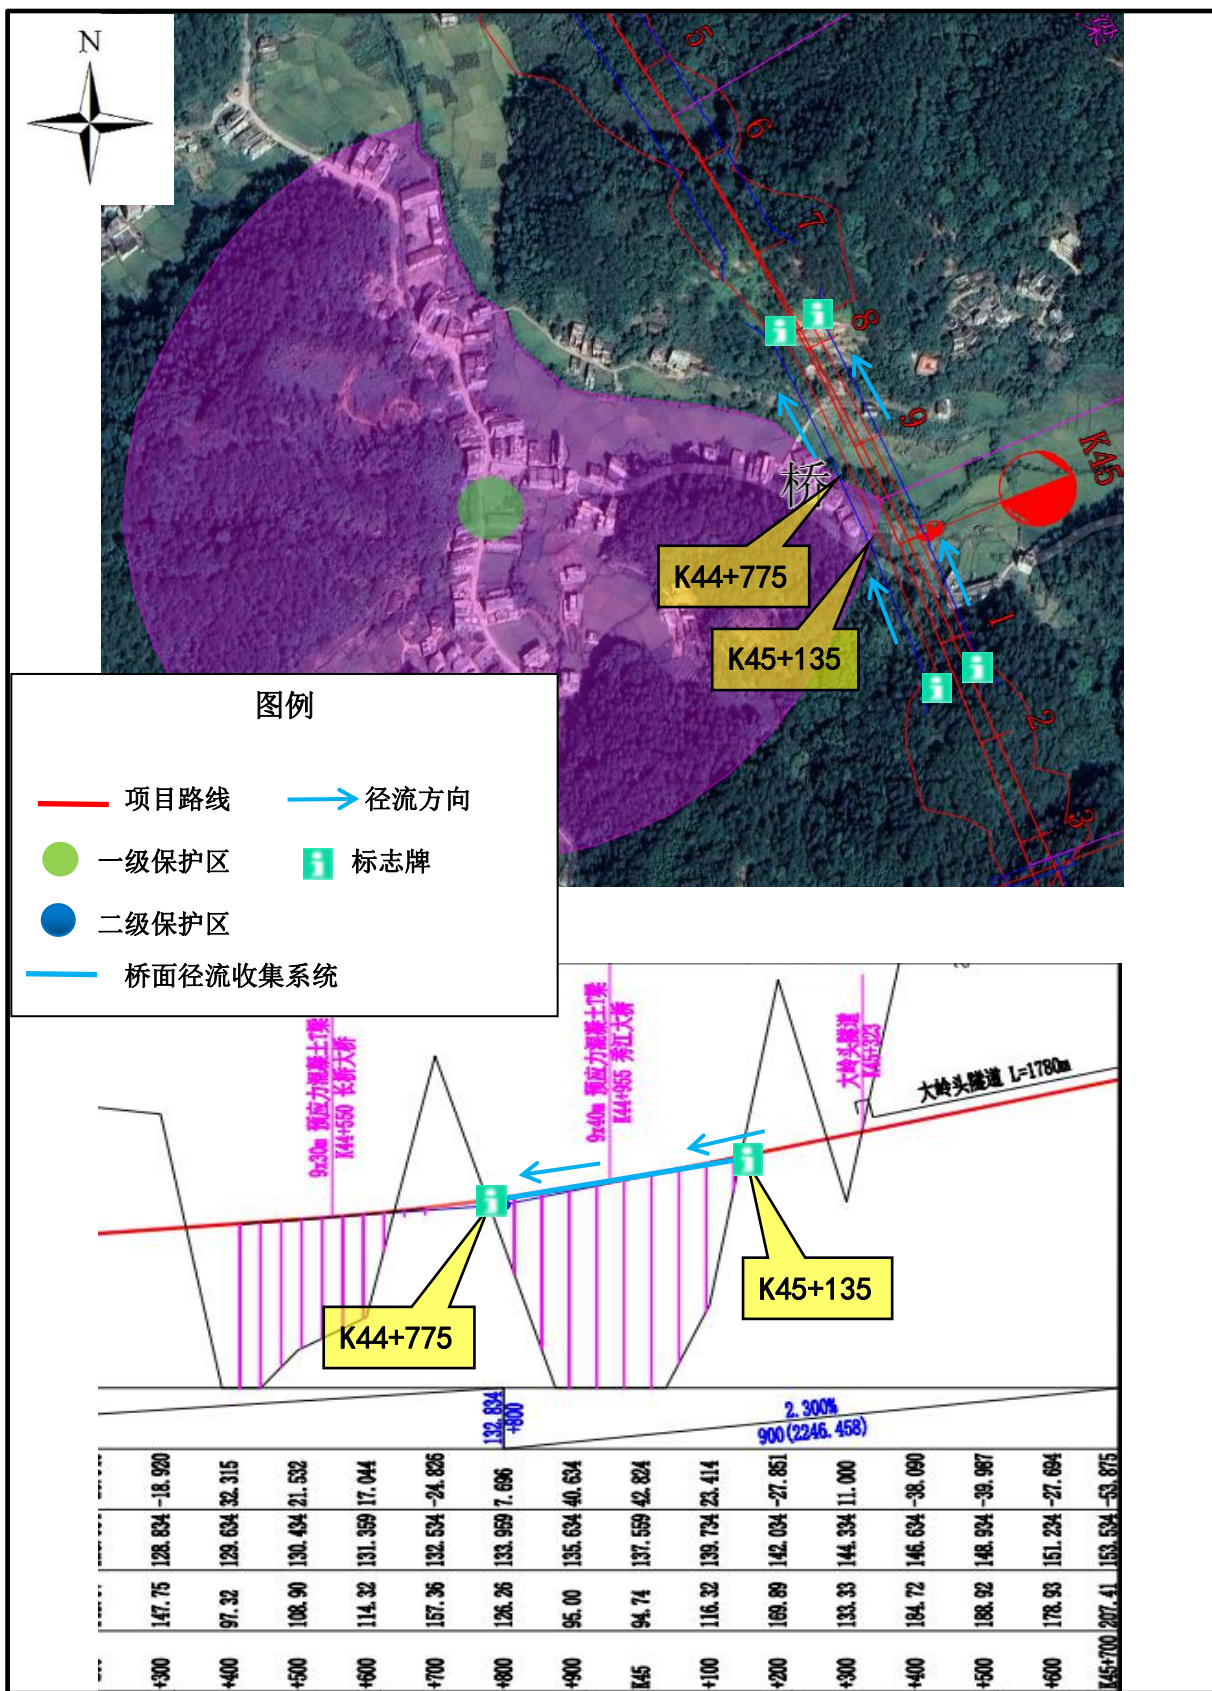 N
梁
5
6
7
8
9
K45
桥
K44+775
K45+135
1
2
3
图例
项目路线
径流方向
一级保护区
标志牌
二级保护区
桥面径流收集系统
9x30m 预应力混凝土T梁
K44+550 长桥大桥
9x40m 预应力混凝土T梁
K44+955 秀江大桥
大岭头隧道
K45+323
大岭头隧道 L=1780m
K44+775
K45+135
132.834
+800
2.300%
900(2246.458)
-18.920 32.315 21.532 17.044 -24.826 7.696 40.634 42.824 23.414 -27.851 11.000 -38.090 -39.987 -27.694 -53.875
128.834 129.634 130.434 131.359 132.534 133.959 135.634 137.559 139.734 142.034 144.334 146.634 148.934 151.234 153.534
147.75 97.32 108.90 114.32 157.36 126.26 95.00 94.74 116.32 169.89 133.33 184.72 188.92 178.93 207.41
+300 +400 +500 +600 +700 +800 +900 K45 +100 +200 +300 +400 +500 +600 K45+700